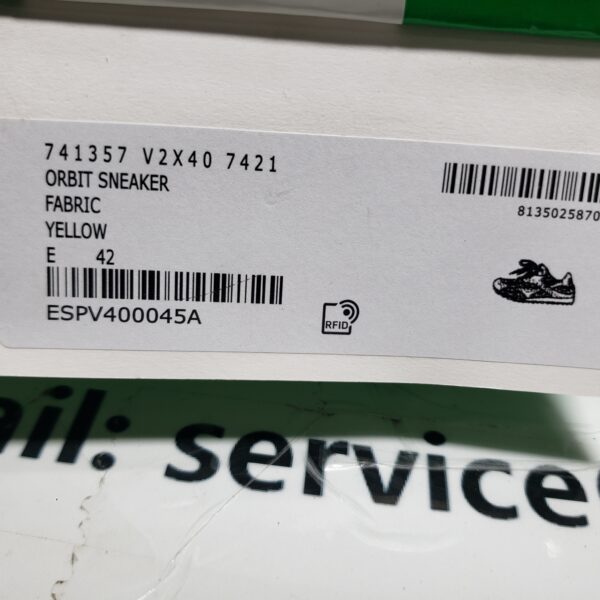 741357 V2X40 7421
ORBIT SNEAKER
FABRIC
YELLOW
E 42
ESPV400045A
8135025870
RFID
ail: service